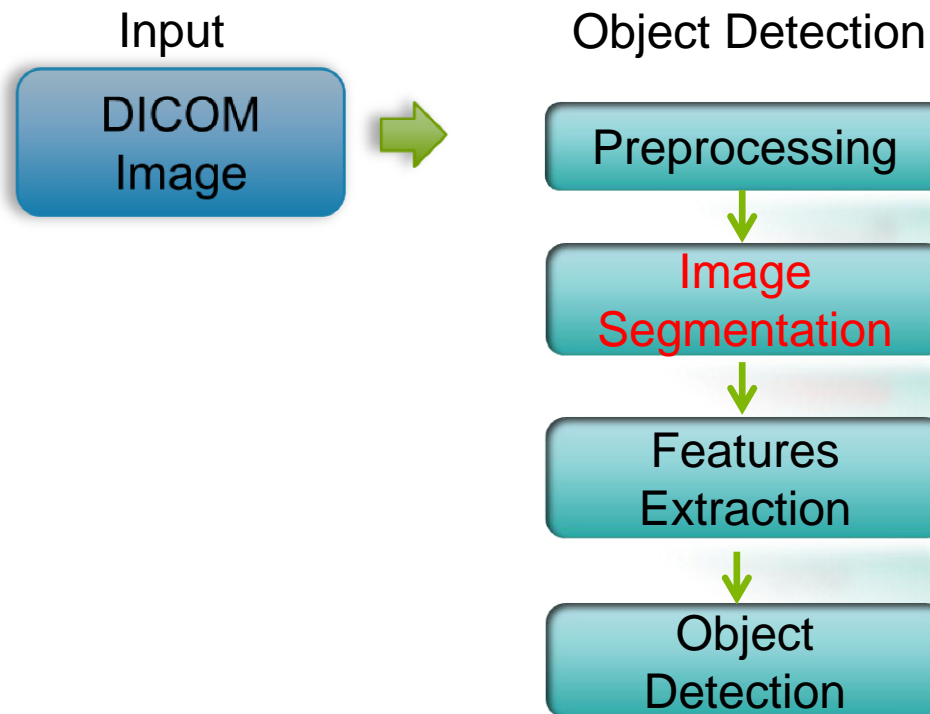 Input
DICOM
Image
Object Detection
Preprocessing
Image
Segmentation
Features
Extraction
Object
Detection